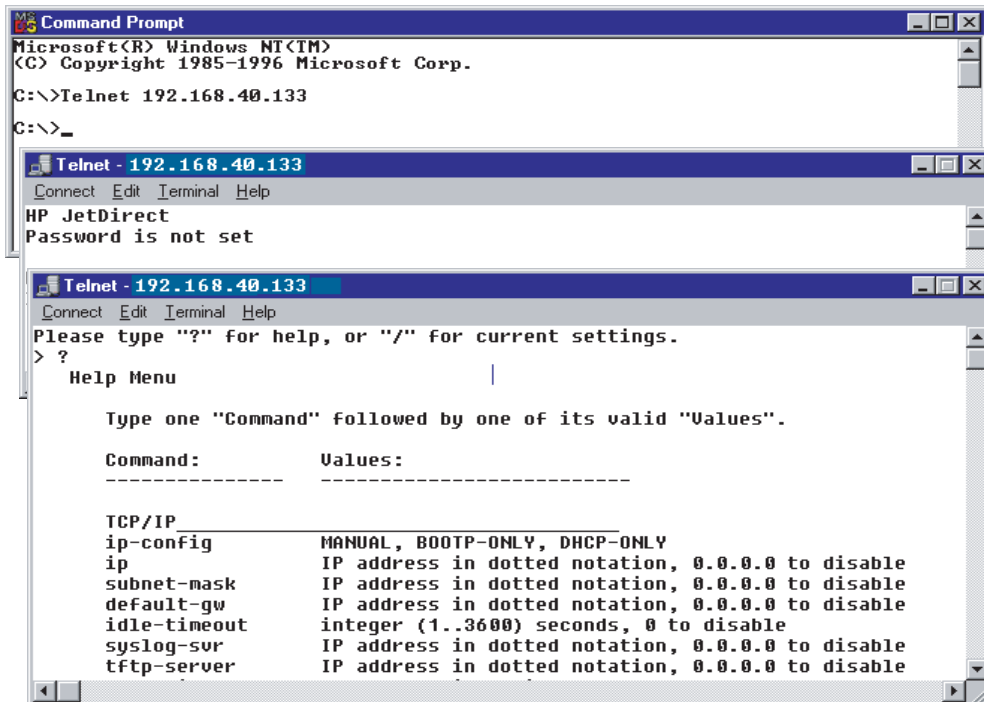 Command Prompt
Microsoft(R) Windows NT(TM)
(C) Copyright 1985-1996 Microsoft Corp.
C:\>Telnet 192.168.40.133
C:\>_
Telnet - 192.168.40.133
Connect Edit Terminal Help
HP JetDirect
Password is not set
Telnet - 192.168.40.133
Connect Edit Terminal Help
Please type "?" for help, or "/" for current settings.
> ?
Help Menu
Type one "Command" followed by one of its valid "Values".
Command: Values:
--------------- --------------------------
TCP/IP_____________________________________
ip-config MANUAL, BOOTP-ONLY, DHCP-ONLY
ip IP address in dotted notation, 0.0.0.0 to disable
subnet-mask IP address in dotted notation, 0.0.0.0 to disable
default-gw IP address in dotted notation, 0.0.0.0 to disable
idle-timeout integer (1..3600) seconds, 0 to disable
syslog-svr IP address in dotted notation, 0.0.0.0 to disable
tftp-server IP address in dotted notation, 0.0.0.0 to disable